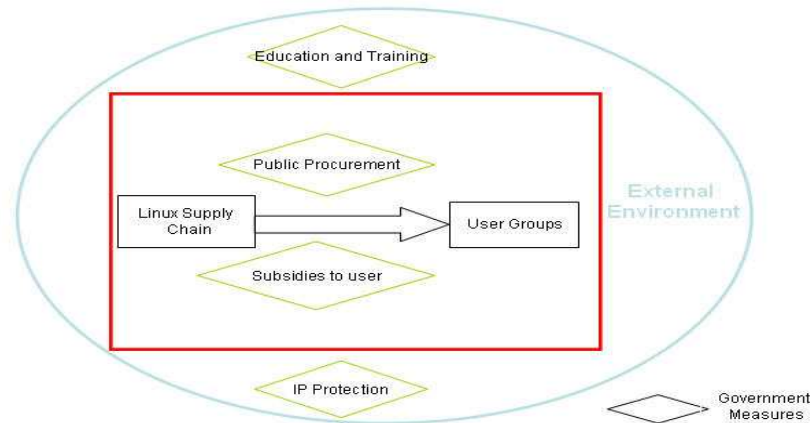 Education and Training
Public Procurement
Linux Supply
Chain
User Groups
External
Environment
Subsidies to user
IP Protection
Government
Measures